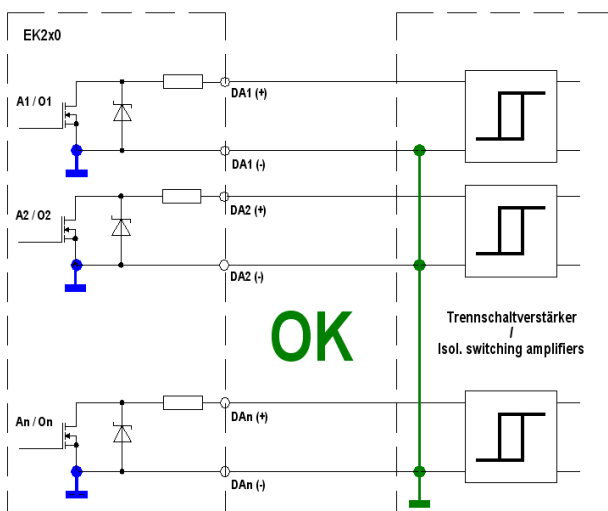 EK2x0
A1 / O1
DA1 (+)
DA1 (-)
A2 / O2
DA2 (+)
DA2 (-)
OK
Trennschaltverstärker
/
Isol. switching amplifiers
An / On
DAn (+)
DAn (-)